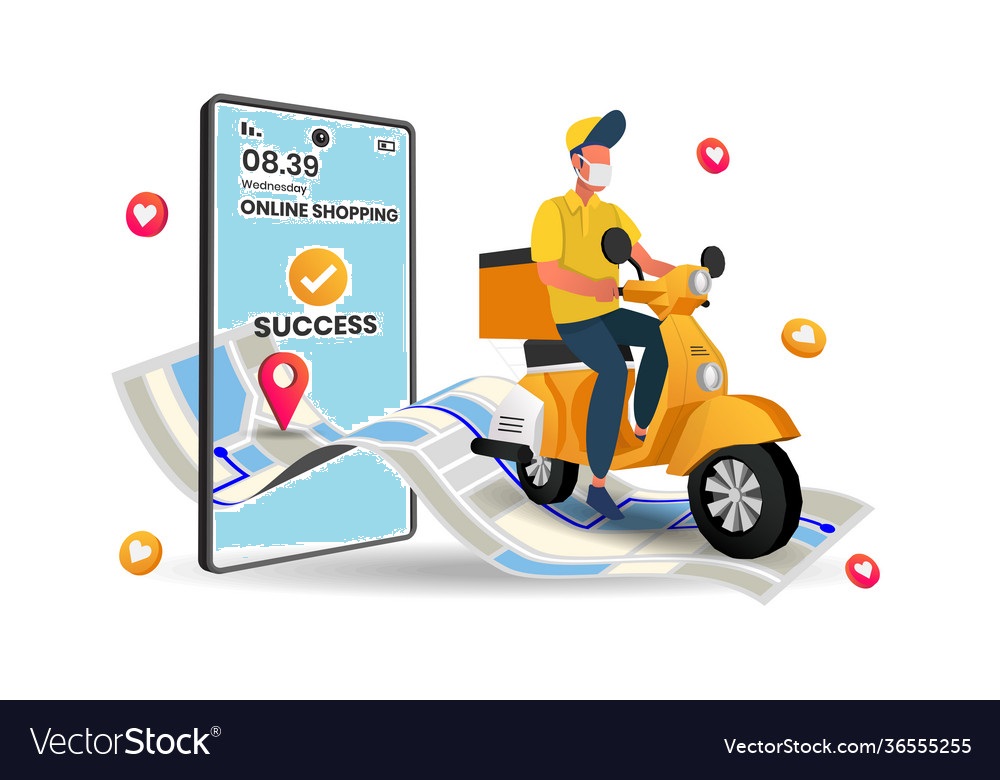 08.39
Wednesday
ONLINE SHOPPING
SUCCESS
VectorStock®
VectorStock.com/36555255